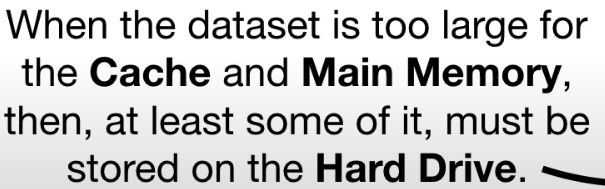 When the dataset is too large for
the Cache and Main Memory,
then, at least some of it, must be
stored on the Hard Drive.